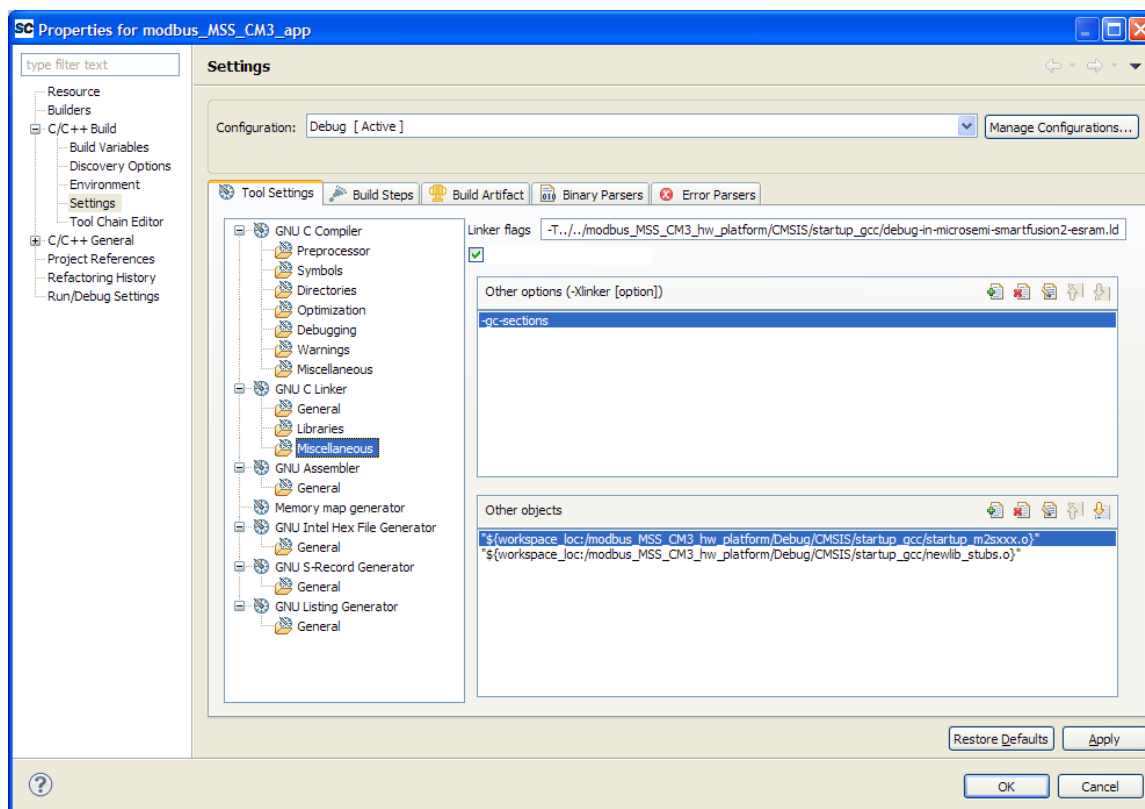 SC Properties for modbus_MSS_CM3_app
type filter text
Resource
Builders
C/C++ Build
Build Variables
Discovery Options
Environment
Settings
Tool Chain Editor
C/C++ General
Project References
Refactoring History
Run/Debug Settings
Settings
Configuration: Debug [ Active ]
Manage Configurations...
Tool Settings
Build Steps
Build Artifact
Binary Parsers
Error Parsers
GNU C Compiler
Preprocessor
Symbols
Directories
Optimization
Debugging
Warnings
Miscellaneous
GNU C Linker
General
Libraries
Miscellaneous
GNU Assembler
General
Memory map generator
GNU Intel Hex File Generator
General
GNU S-Record Generator
General
GNU Listing Generator
General
Linker flags -T../../modbus_MSS_CM3_hw_platform/CMSIS/startup_gcc/debug-in-microsemi-smartfusion2-esram.ld
Other options (-Xlinker [option])
-gc-sections
Other objects
"${workspace_loc:/modbus_MSS_CM3_hw_platform/Debug/CMSIS/startup_gcc/startup_m2sxxx.o}"
"${workspace_loc:/modbus_MSS_CM3_hw_platform/Debug/CMSIS/startup_gcc/newlib_stubs.o}"
Restore Defaults
Apply
OK
Cancel